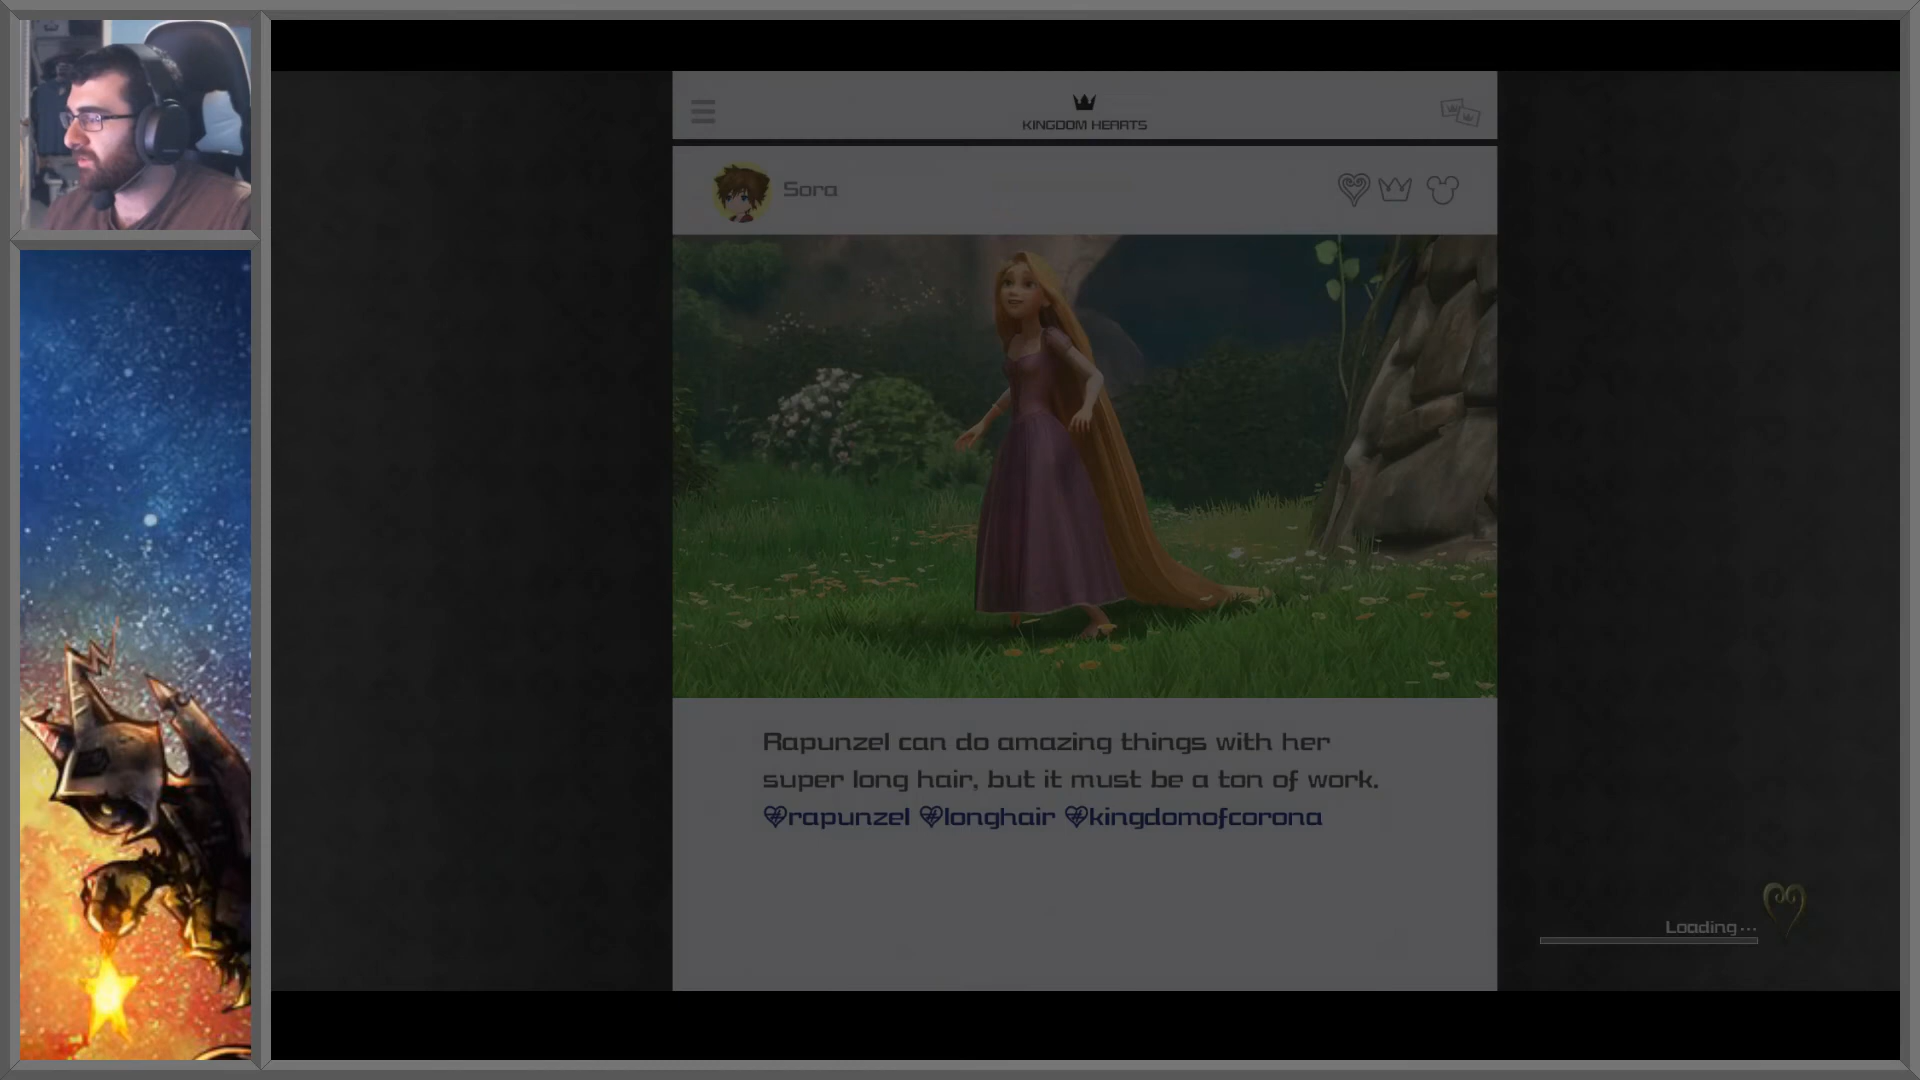 KINGDOM HEARTS
Sora
Rapunzel can do amazing things with her
super long hair, but it must be a ton of work.
rapunzel longhair kingdomofcorona
Loading...